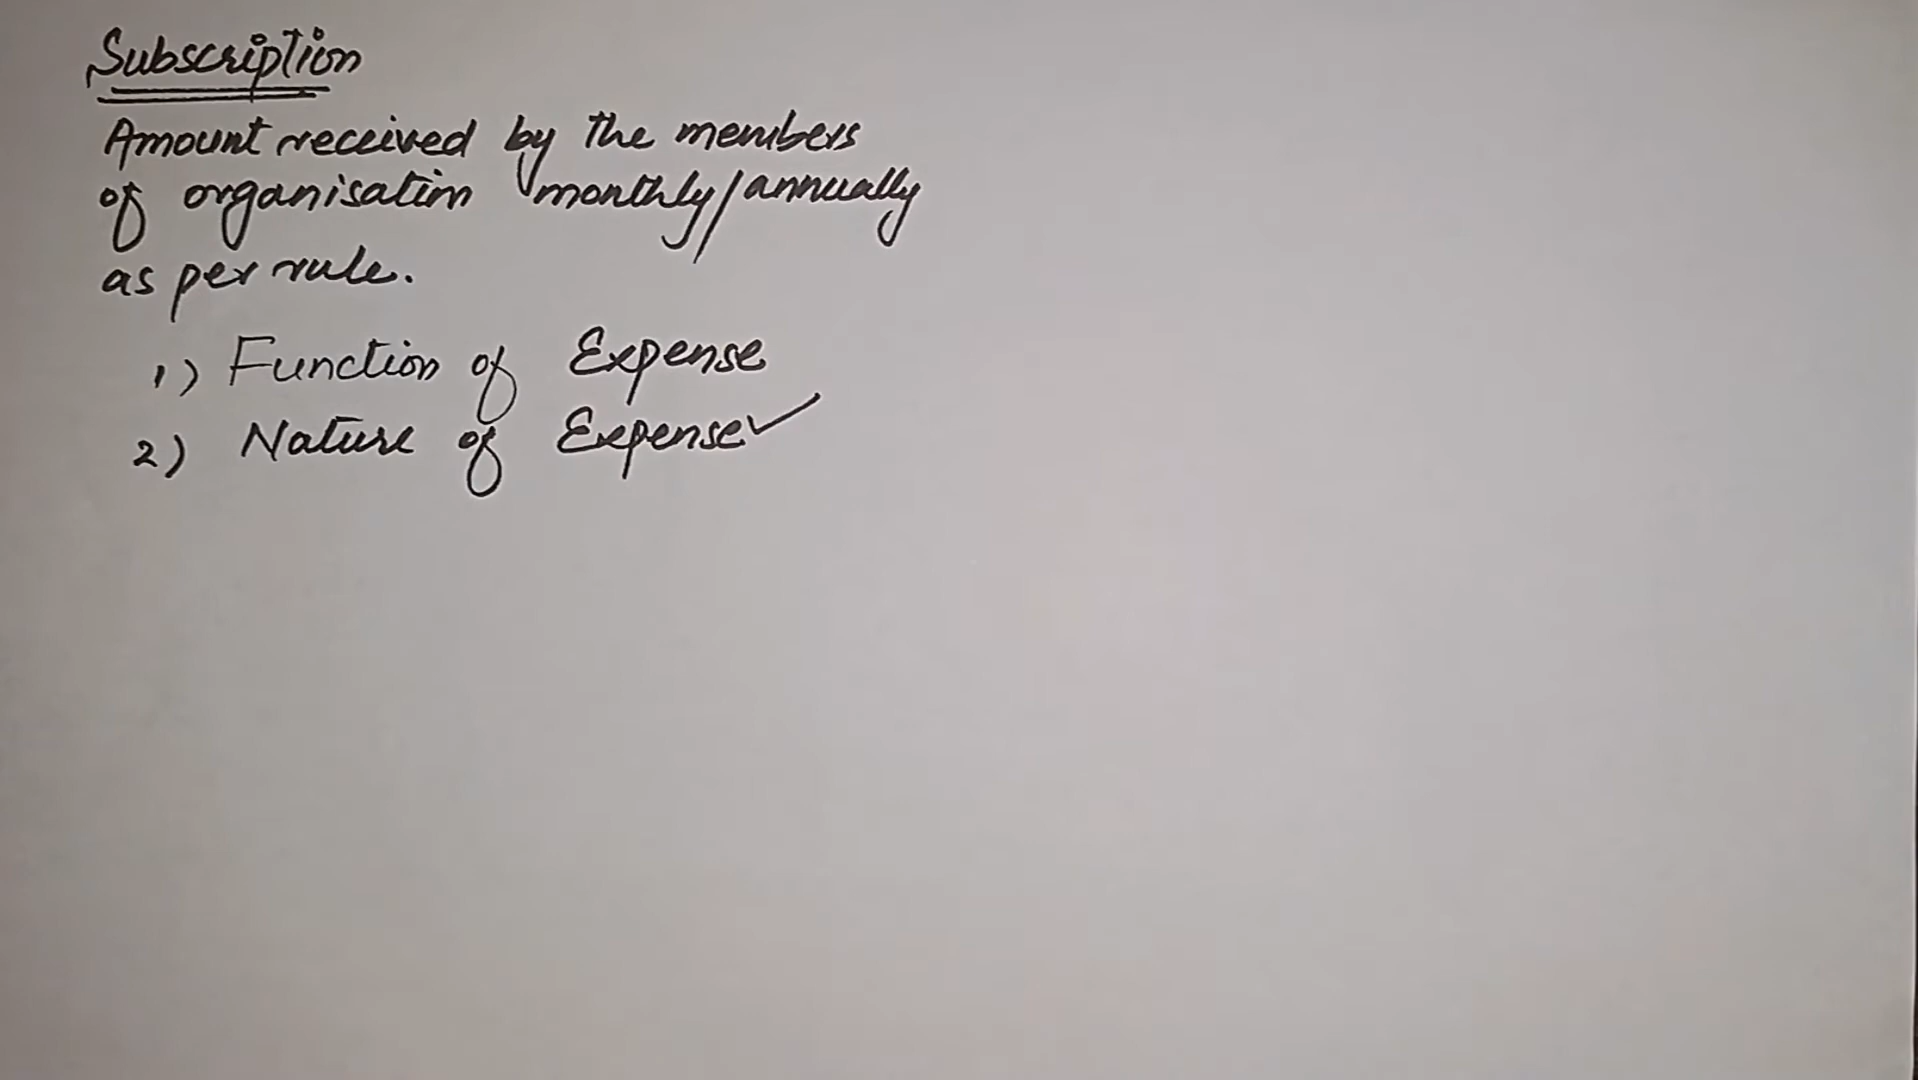 Subscription
Amount received by the members
of organisation monthly/annually
as per rule.
1) Function of Expense
2) Nature of Expense✓